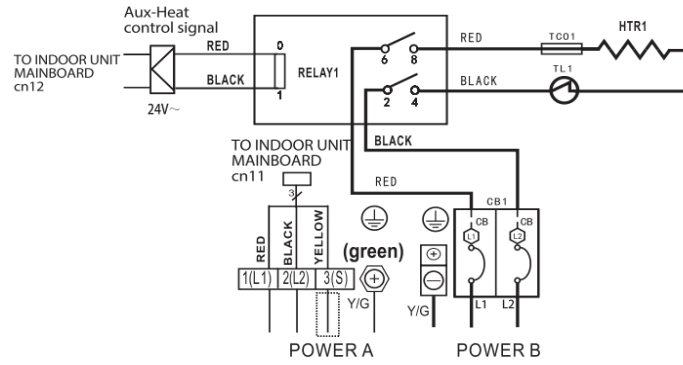 Aux-Heat
control signal
TO INDOOR UNIT
MAINBOARD
cn12
RED
BLACK
24V~
0
1
RELAY1
6
8
2
4
RED
BLACK
TCO1
TL1
HTR1
BLACK
RED
TO INDOOR UNIT
MAINBOARD
cn11
3
RED
BLACK
YELLOW
(green)
1(L1)
2(L2)
3(S)
Y/G
Y/G
CB1
CB
CB
L1
L2
L1
L2
POWER A
POWER B